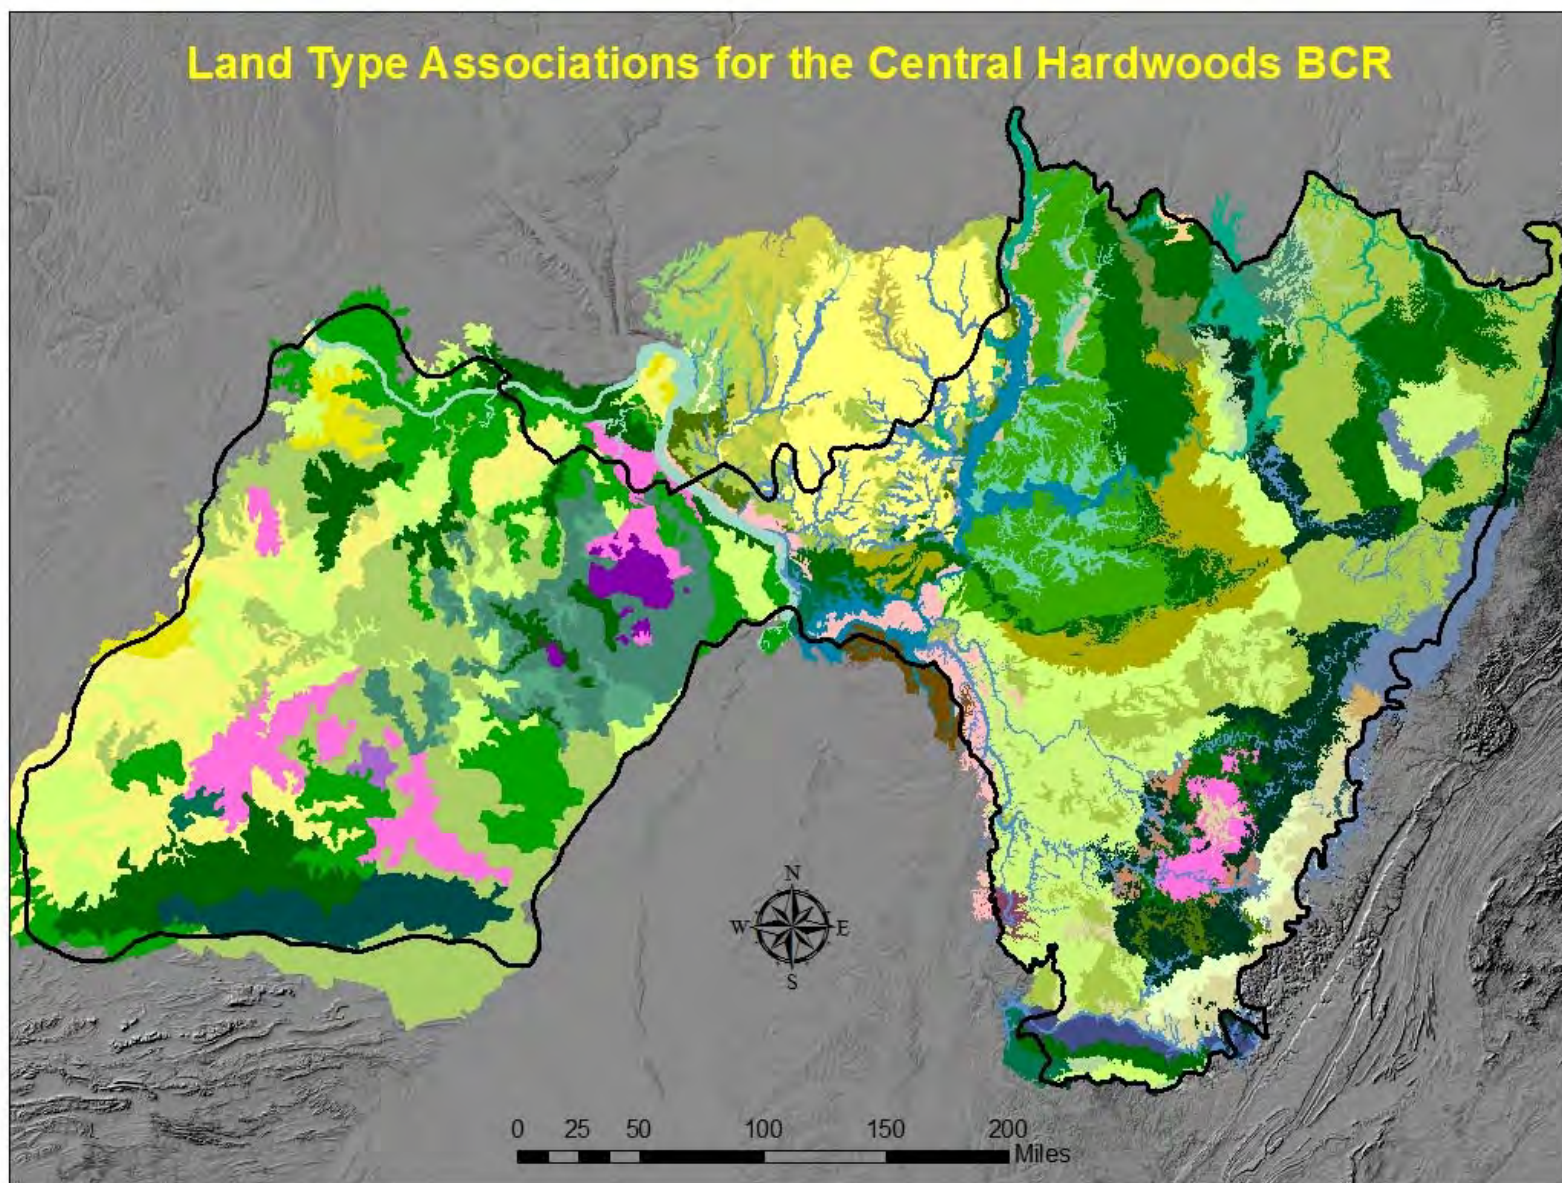 Land Type Associations for the Central Hardwoods BCR
N
W E
S
0 25 50 100 150 200
Miles